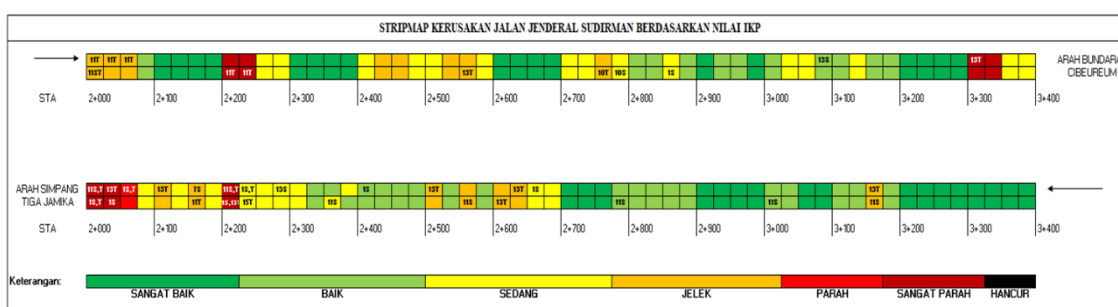 STRIPMAP KERUSAKAN JALAN JENDERAL SUDIRMAN BERDASARKAN NILAI IKP
11T 11T 11T 13S 13T
11ST 11T 11T 13T 10T 10S 8S
ARAH BUNDARA
CIBEUREUM
STA 2+000 2+100 2+200 2+300 2+400 2+500 2+600 2+700 2+800 2+900 3+000 3+100 3+200 3+300 3+400
ARAH SIMPANG
TIGA JAMIKA
11S,T 13T 1S,T 13T 7S 11S,T 1S,T 13S 1S 13T 13T 1S 13T
1S,T 1S 11T 1S,13T 15T 11S 11S 13T 11S 11S 11S
STA 2+000 2+100 2+200 2+300 2+400 2+500 2+600 2+700 2+800 2+900 3+000 3+100 3+200 3+300 3+400
Keterangan:
SANGAT BAIK BAIK SEDANG JELEK PARAH SANGAT PARAH HANCUR